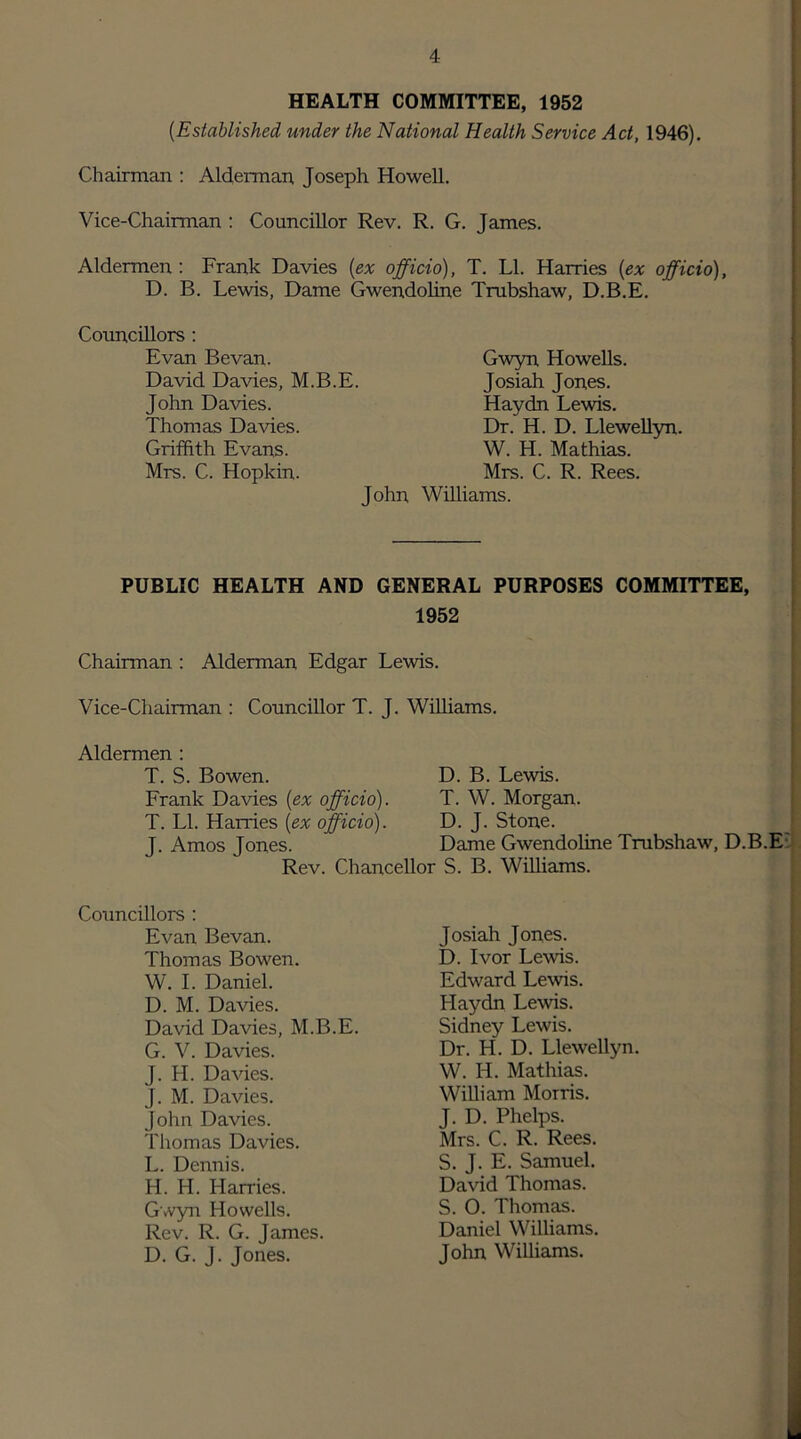 4
HEALTH COMMITTEE, 1952
(Established under the National Health Service Act, 1946).
Chairman : Alderman Joseph Howell.
Vice-Chairman : Councillor Rev. R. G. James.
Aldermen : Frank Davies (ex officio), T. Ll. Harries (ex officio),
D. B. Lewis, Dame Gwendoline Trubshaw, D.B.E.
Councillors :
Evan Bevan.
David Davies, M.B.E.
John Davies.
Thomas Davies.
Griffith Evans.
Mrs. C. Hopkin.
Gwyn Howells.
Josiah Jones.
Haydn Lewis.
Dr. H. D. Llewellyn.
W. H. Mathias.
Mrs. C. R. Rees.
John Williams.
PUBLIC HEALTH AND GENERAL PURPOSES COMMITTEE,
1952
Chairman : Alderman Edgar Lewis.
Vice-Chairman : Councillor T. J. Williams.
Aldermen :
T. S. Bowen.
Frank Davies (ex officio).
T. Ll. Harries (ex officio).
J. Amos Jones.
D. B. Lewis.
T. W. Morgan.
D. J. Stone.
Dame Gwendoline Trubshaw, D.B.E.
Rev. Chancellor S. B. Williams.
Councillors :
Evan Bevan.
Thomas Bowen.
W. I. Daniel.
D. M. Davies.
David Davies, M.B.E.
G. V. Davies.
J. H. Davies.
J. M. Davies.
John Davies.
Thomas Davies.
L. Dennis.
H. H. Harries.
Gwyn Howells.
Rev. R. G. James.
D. G. J. Jones.
Josiah Jones.
D. Ivor Lewis.
Edward Lewis.
Haydn Lewis.
Sidney Lewis.
Dr. H. D. Llewellyn.
W. H. Mathias.
William Morris.
J. D. Phelps.
Mrs. C. R. Rees.
S. J. E. Samuel.
David Thomas.
S. O. Thomas.
Daniel Williams.
John Williams.